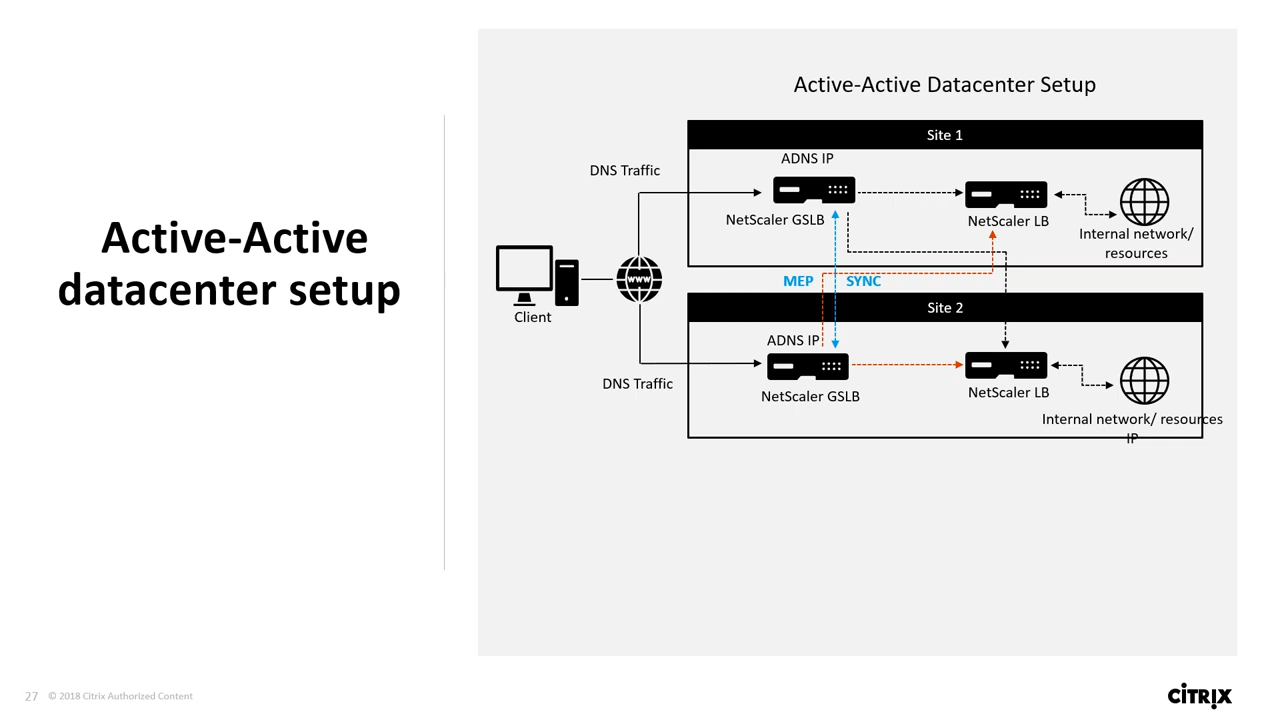 Active-Active
datacenter setup
Active-Active Datacenter Setup
Site 1
ADNS IP
DNS Traffic
NetScaler GSLB
NetScaler LB
Internal network/
resources
WWW
MEP
SYNC
Client
Site 2
ADNS IP
DNS Traffic
NetScaler GSLB
NetScaler LB
Internal network/ resources
IP
27 © 2018 Citrix Authorized Content
CITRIX